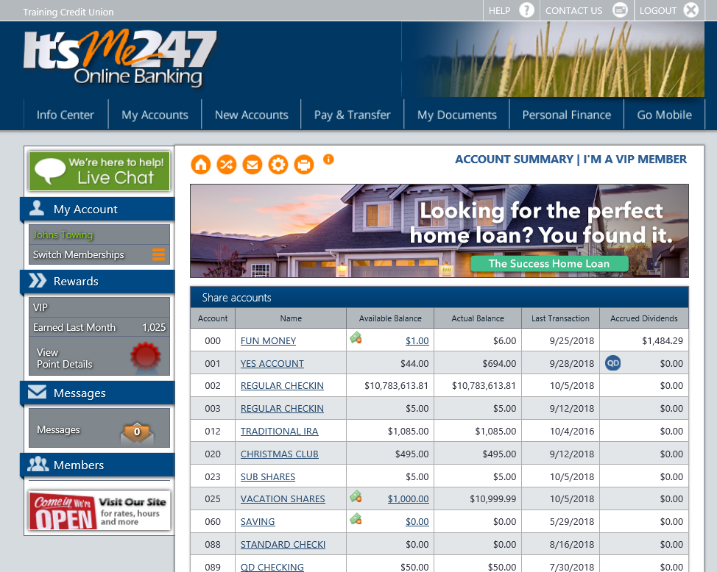 Training Credit Union
HELP ? CONTACT US LOGOUT X
It's Me 247
Online Banking
Info Center My Accounts New Accounts Pay & Transfer My Documents Personal Finance Go Mobile
We're here to help!
Live Chat
My Account
Johns Towing
Switch Memberships
Rewards
VIP
Earned Last Month 1,025
View
Point Details
Messages
Messages 0
Members
Come in We're
OPEN
Visit Our Site
for rates, hours
and more
i
ACCOUNT SUMMARY | I'M A VIP MEMBER
Looking for the perfect
home loan? You found it.
The Success Home Loan
Share accounts
Account Name Available Balance Actual Balance Last Transaction Accrued Dividends
000 FUN MONEY $1.00 $6.00 9/25/2018 $1,484.29
001 YES ACCOUNT $44.00 $694.00 9/28/2018 QD $0.00
002 REGULAR CHECKIN $10,783,613.81 $10,783,613.81 10/5/2018 $0.00
003 REGULAR CHECKIN $5.00 $5.00 9/12/2018 $0.00
012 TRADITIONAL IRA $1,085.00 $1,085.00 10/4/2016 $0.00
020 CHRISTMAS CLUB $495.00 $495.00 9/12/2018 $0.00
023 SUB SHARES $5.00 $5.00 10/5/2018 $0.00
025 VACATION SHARES $1,000.00 $10,999.99 10/5/2018 $0.00
060 SAVING $0.00 $0.00 5/29/2018 $0.00
088 STANDARD CHECKI $0.00 $0.00 8/16/2018 $0.00
089 QD CHECKING $50.00 $50.00 7/30/2018 $0.00